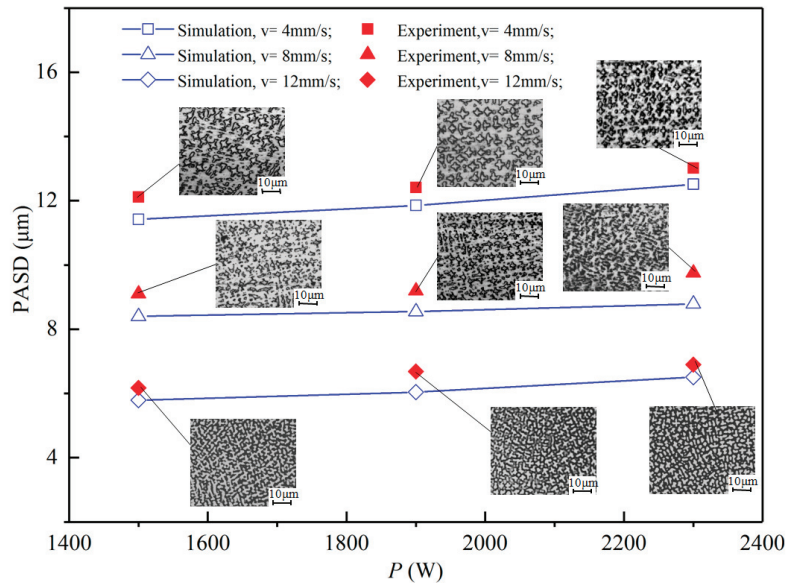 Simulation, v= 4mm/s; Experiment,v= 4mm/s;
Simulation, v= 8mm/s; Experiment,v= 8mm/s;
Simulation, v= 12mm/s; Experiment,v= 12mm/s;
16
12
8
4
PASD (μm)
10μm
10μm
10μm
10μm
10μm
10μm
10μm
10μm
10μm
1400 1600 1800 2000 2200 2400
P (W)